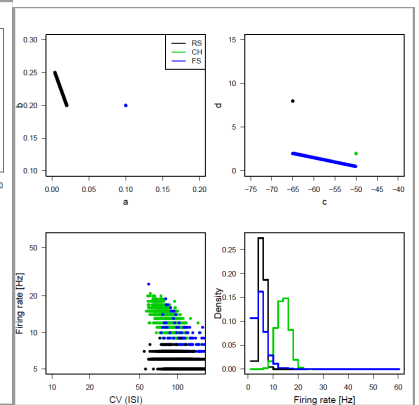 0.30
0.25
0.20
0.15
0.10
b
0.00 0.05 0.10 0.15 0.20
a
RS
CH
FS
15
10
5
0
d
-75 -70 -65 -60 -55 -50 -45 -40
c
50
20
10
5
Firing rate [Hz]
10 20 50 100
CV (ISI)
0.25
0.20
0.15
0.10
0.05
0.00
Density
0 10 20 30 40 50 60
Firing rate [Hz]
0